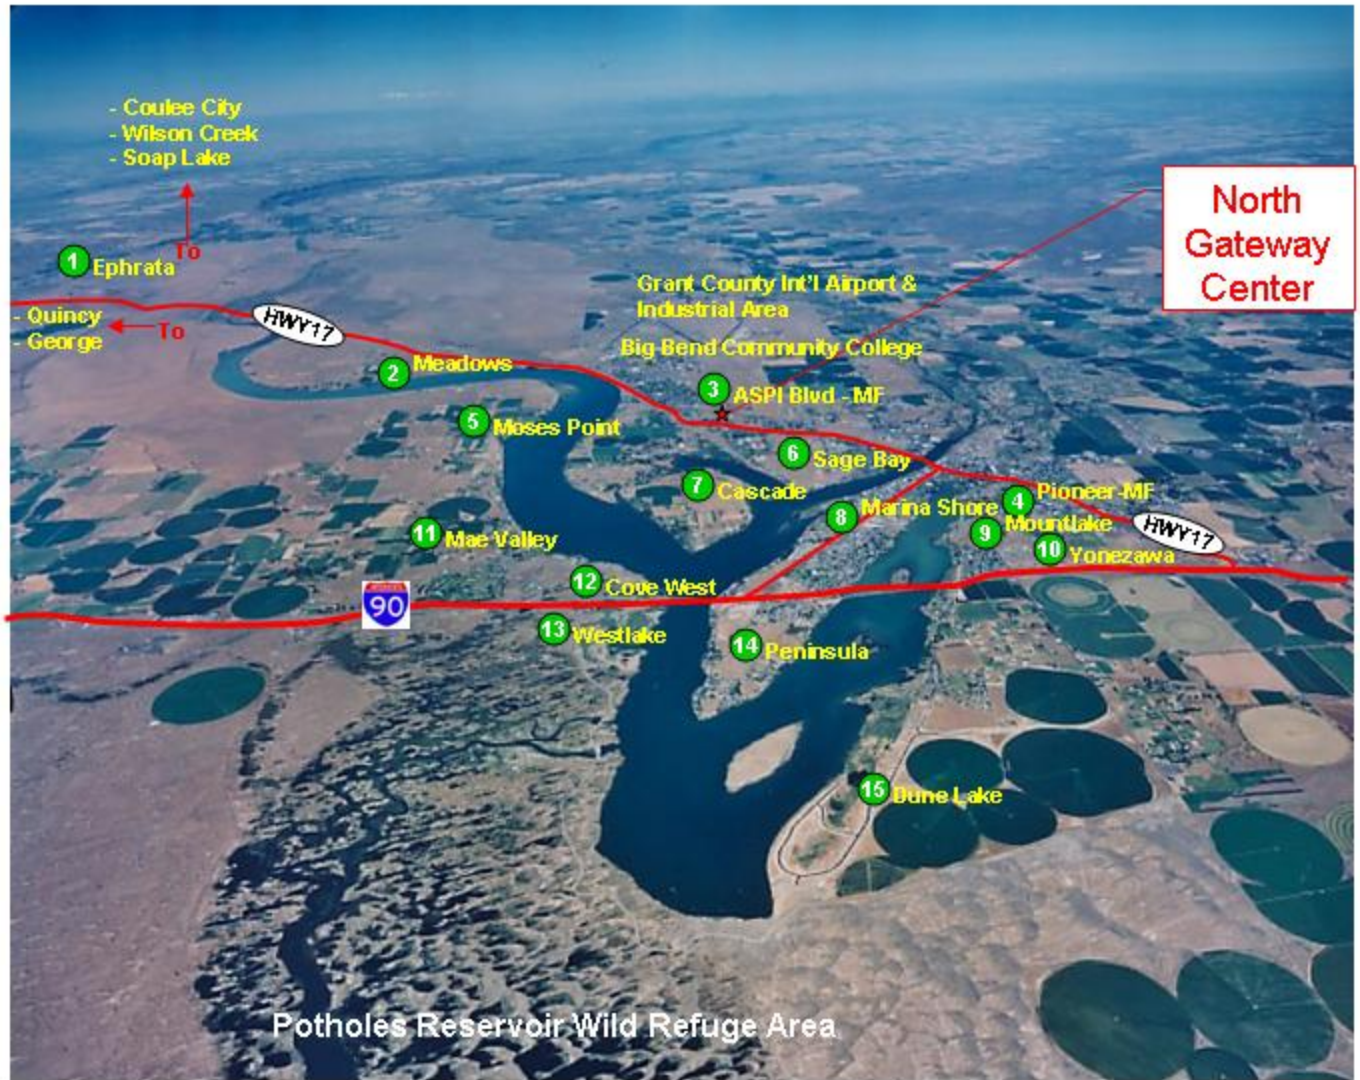 - Coulee City
- Wilson Creek
- Soap Lake
To
1 Ephrata
- Quincy
- George
To
HWY17
North
Gateway
Center
Grant County Int'l Airport &
Industrial Area
Big Bend Community College
2 Meadows
3 ASPI Blvd - MF
5 Moses Point
6 Sage Bay
7 Cascade
4 Pioneer-MF
8 Marina Shore
9 Mountlake
HWY17
10 Yonezawa
11 Mae Valley
12 Cove West
90
13 Westlake
14 Peninsula
15 Dune Lake
Potholes Reservoir Wild Refuge Area